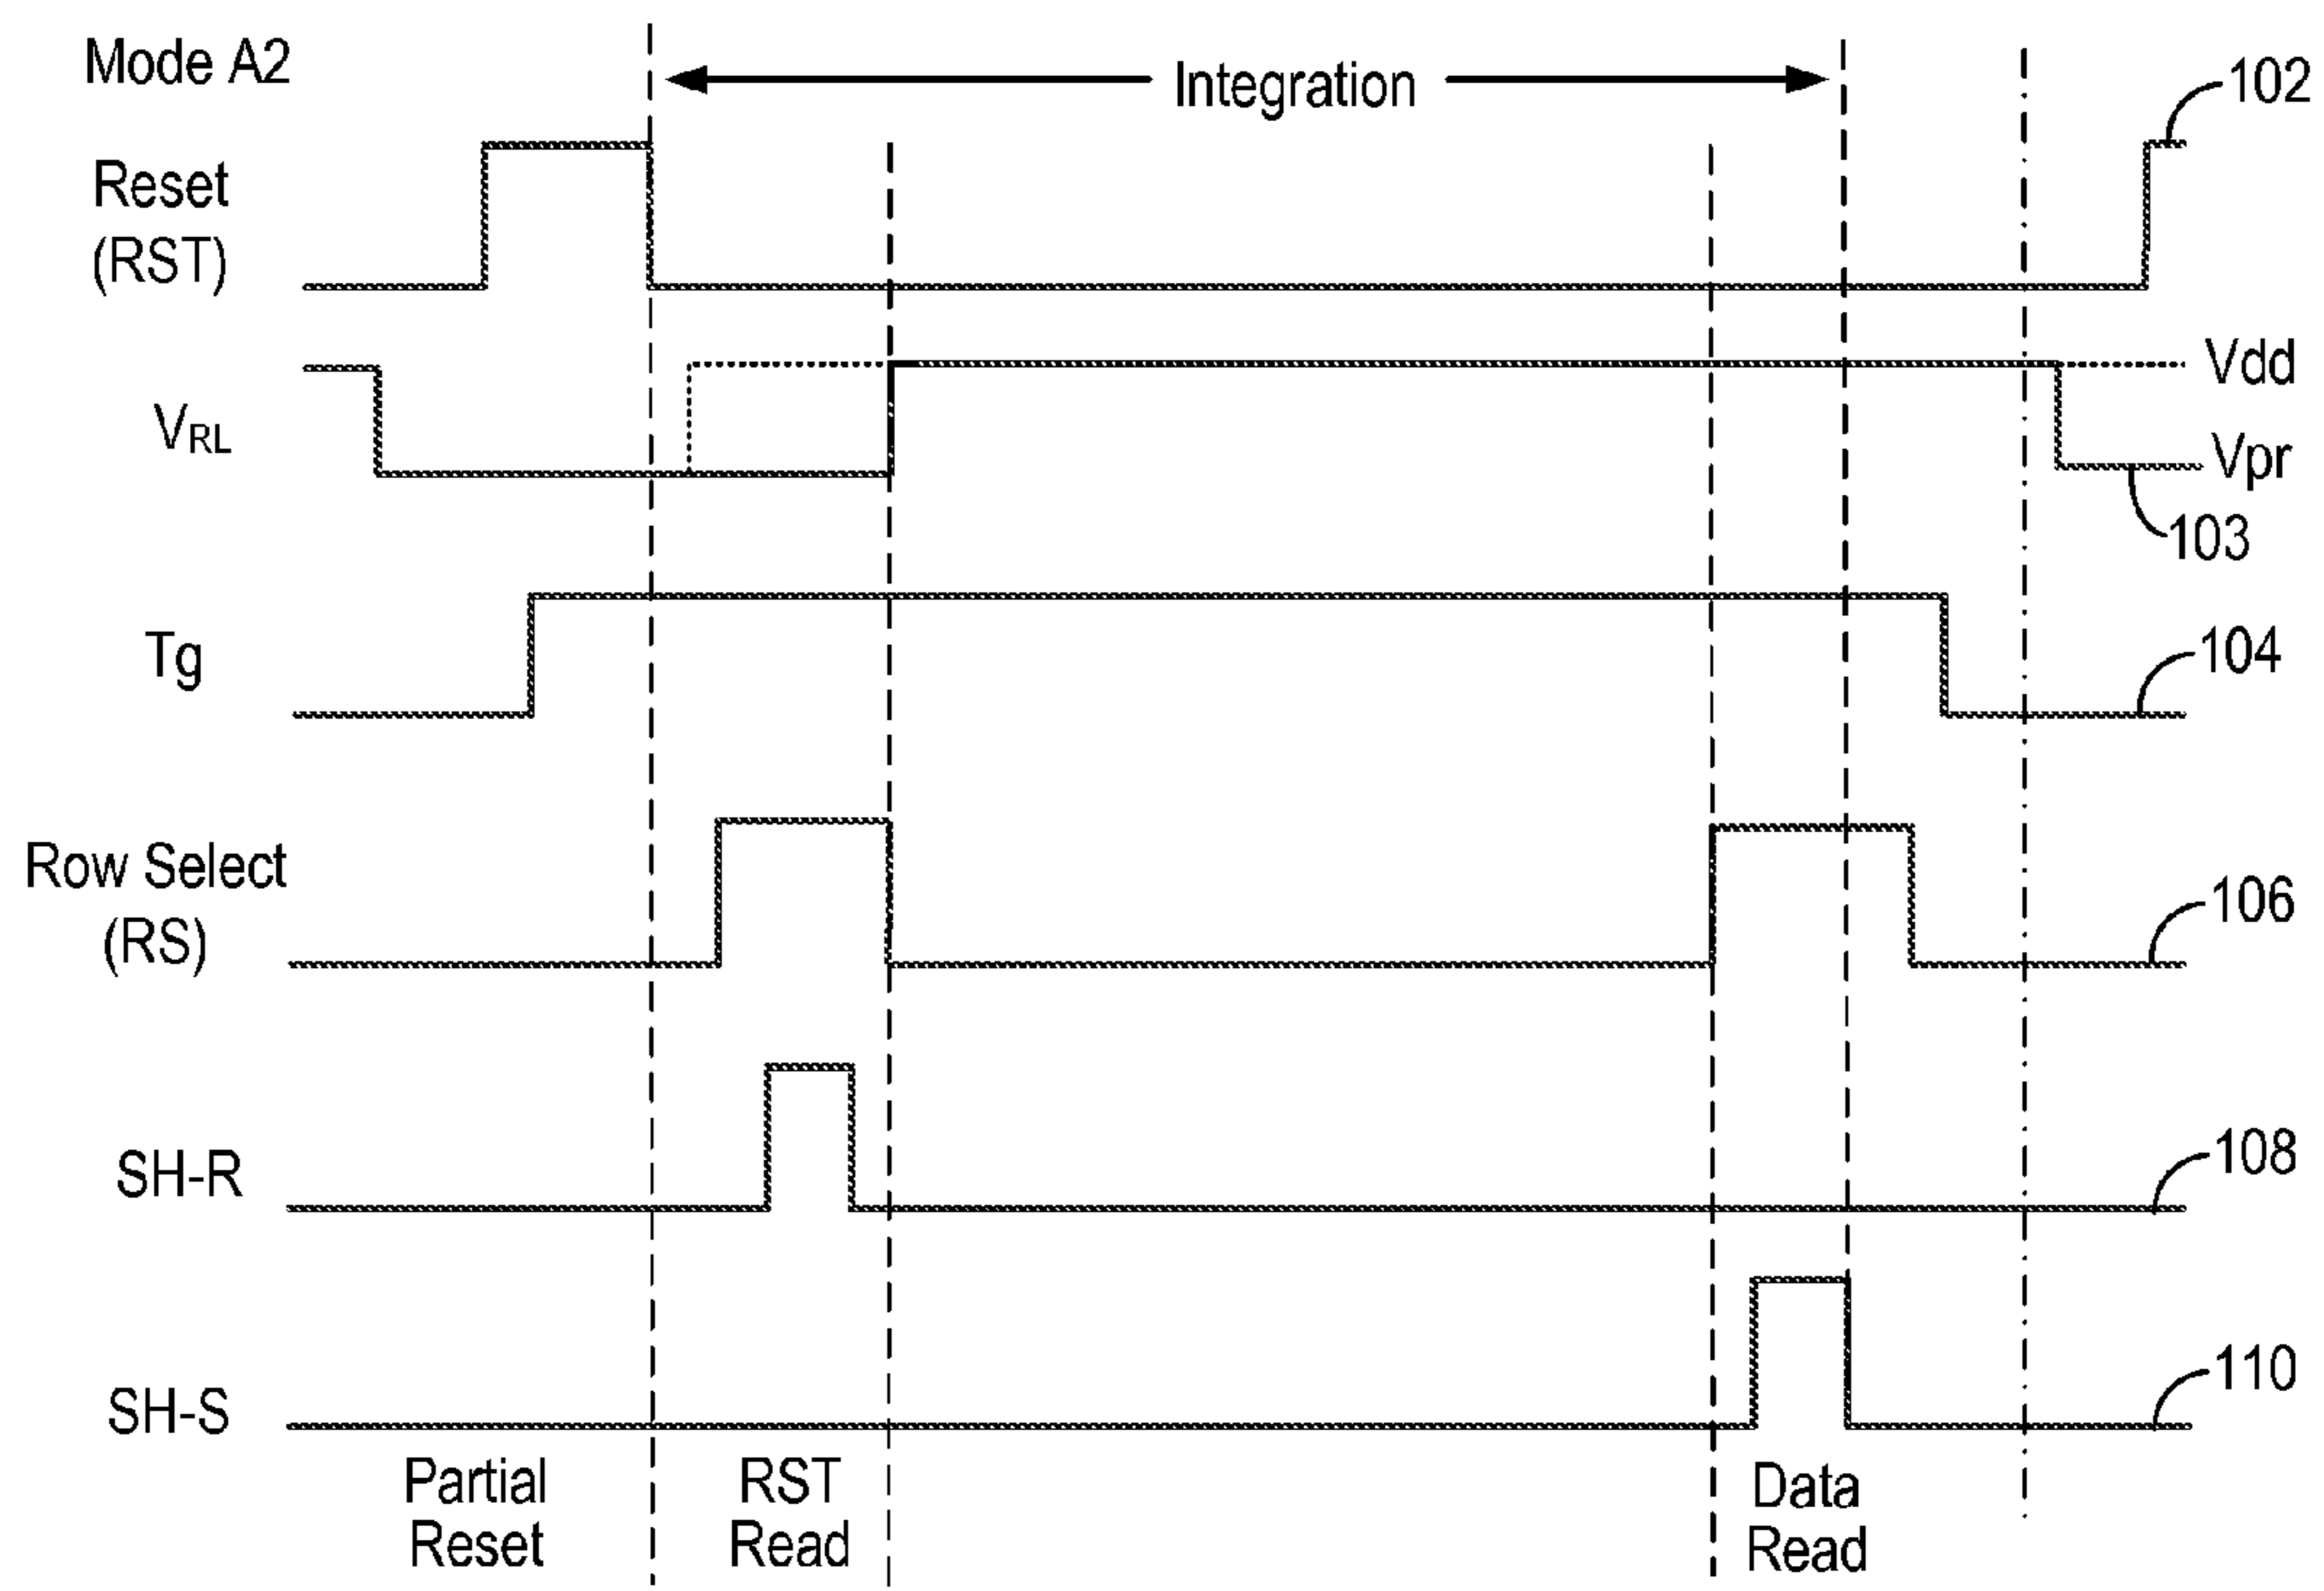 Mode A2
Integration
102
Reset
(RST)
VRL
Vdd
Vpr
103
Tg
104
Row Select
(RS)
106
SH-R
108
SH-S
110
Partial
Reset
RST
Read
Data
Read